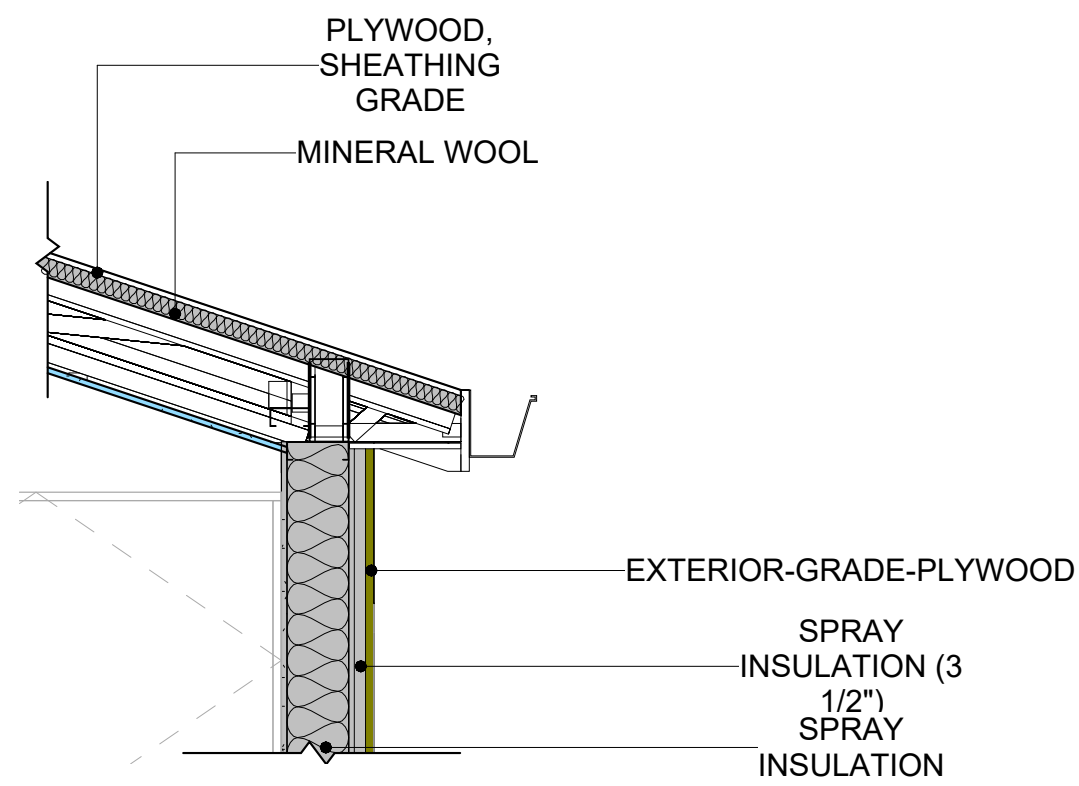 PLYWOOD,
SHEATHING
GRADE
MINERAL WOOL
EXTERIOR-GRADE-PLYWOOD
SPRAY
INSULATION (3
1/2")
SPRAY
INSULATION